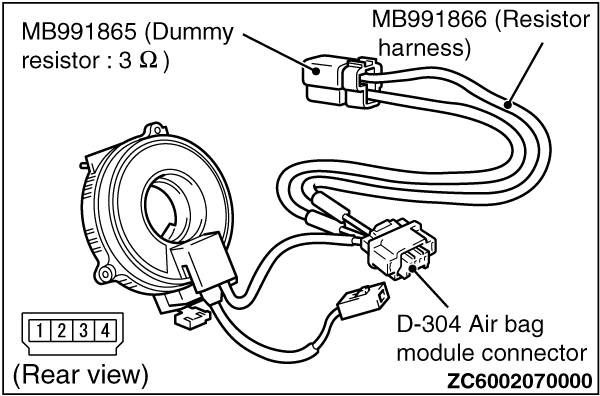 MB991865 (Dummy
resistor : 3 Ω )
MB991866 (Resistor
harness)
D-304 Air bag
module connector
1 2 3 4
(Rear view)
ZC6002070000